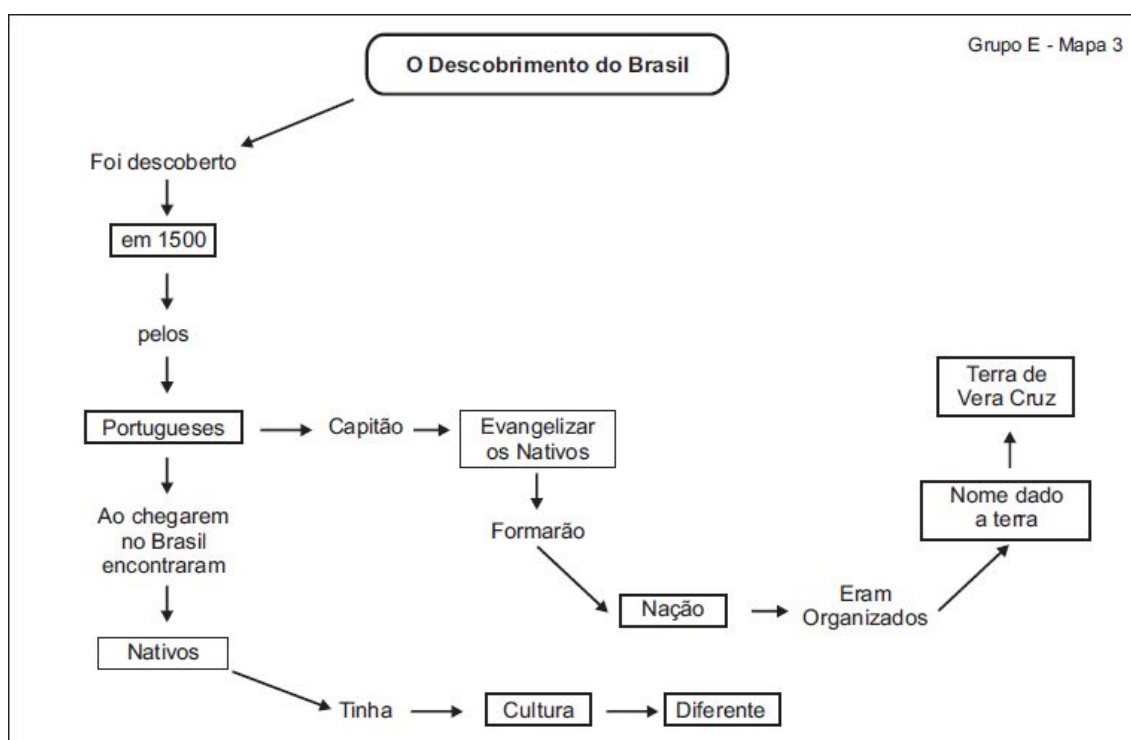 O Descobrimento do Brasil
Grupo E - Mapa 3
Foi descoberto
em 1500
pelos
Portugueses
Capitão
Evangelizar
os Nativos
Formarão
Nação
Eram
Organizados
Nome dado
a terra
Terra de
Vera Cruz
Ao chegarem
no Brasil
encontraram
Nativos
Tinha
Cultura
Diferente